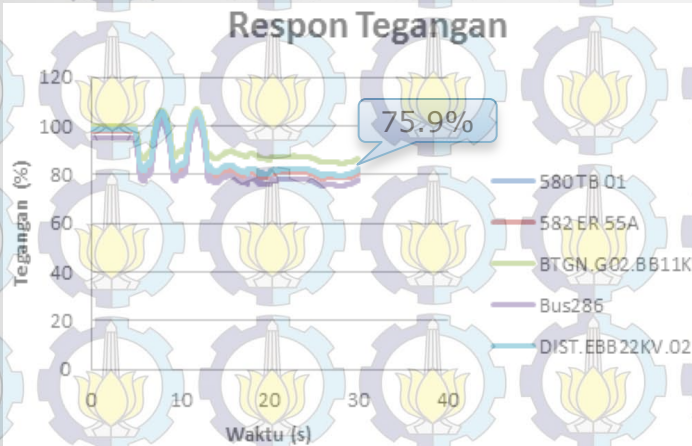 Respon Tegangan
120
100
80
60
40
20
0
Tegangan (%)
75.9%
0 10 20 30 40
Waktu (s)
580TB 01
582 ER 55A
BTGN.G02.BB11K
Bus286
DIST.EBB22KV.02